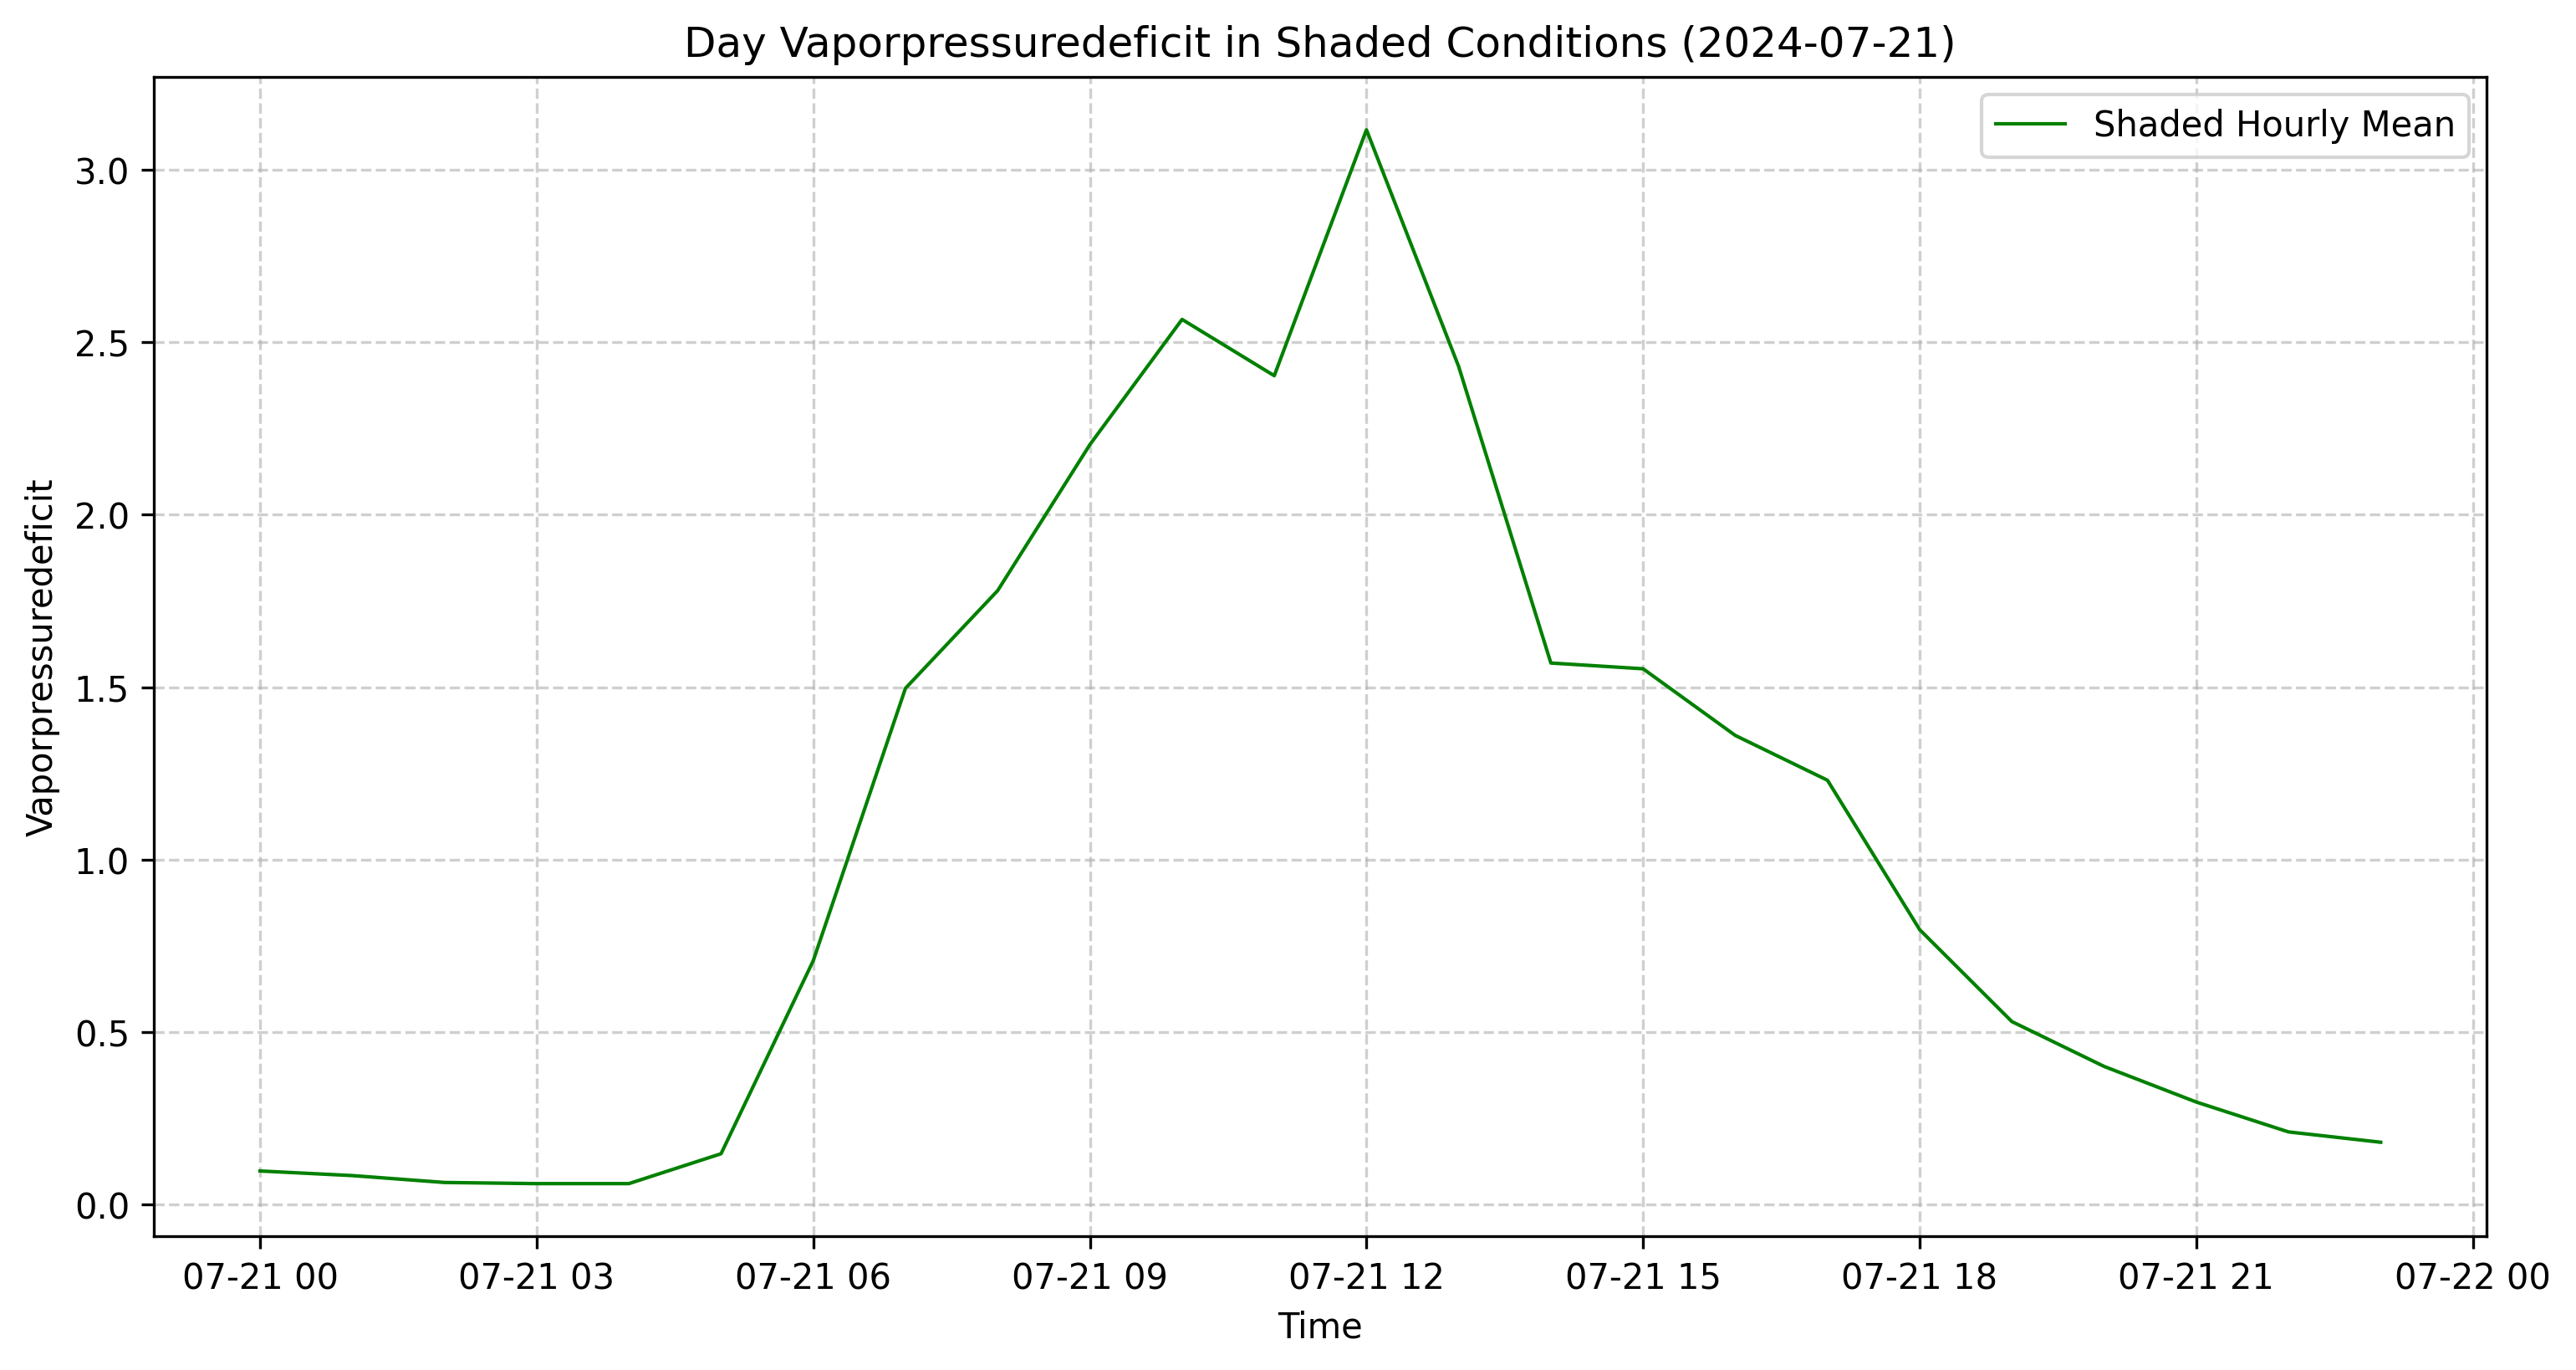 Day Vaporpressuredeficit in Shaded Conditions (2024-07-21)
Shaded Hourly Mean
Vaporpressuredeficit
3.0
2.5
2.0
1.5
1.0
0.5
0.0
07-21 00 07-21 03 07-21 06 07-21 09 07-21 12 07-21 15 07-21 18 07-21 21 07-22 00
Time